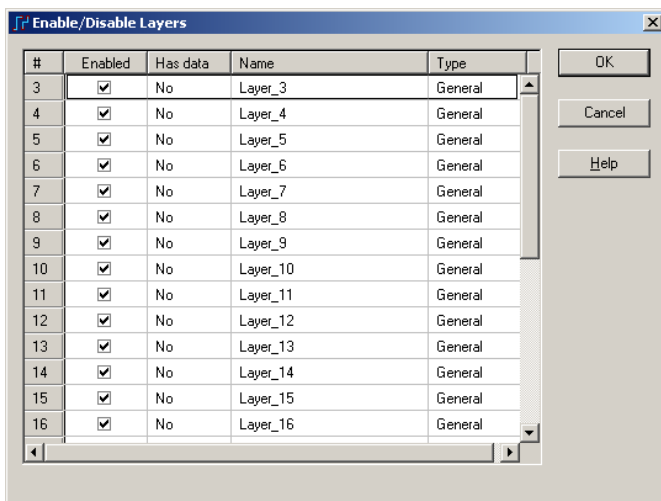 Enable/Disable Layers
# Enabled Has data Name Type
3 No Layer_3 General
4 No Layer_4 General
5 No Layer_5 General
6 No Layer_6 General
7 No Layer_7 General
8 No Layer_8 General
9 No Layer_9 General
10 No Layer_10 General
11 No Layer_11 General
12 No Layer_12 General
13 No Layer_13 General
14 No Layer_14 General
15 No Layer_15 General
16 No Layer_16 General
OK
Cancel
Help